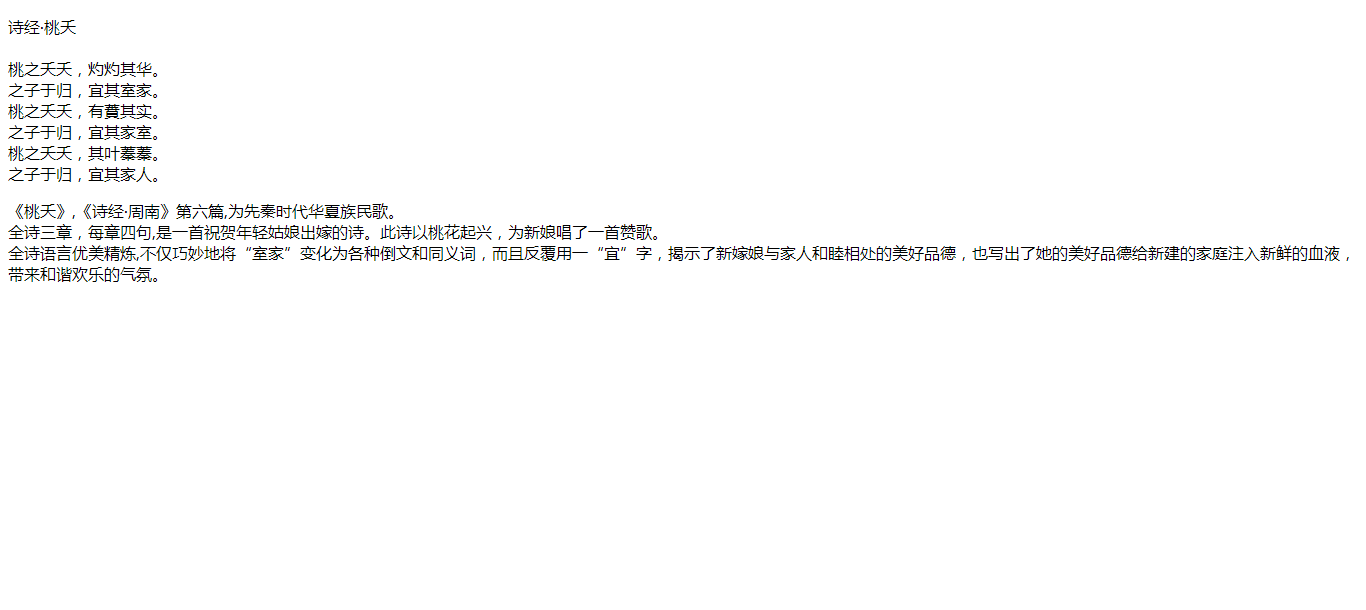 诗经·桃夭
桃之夭夭，灼灼其华。
之子于归，宜其室家。
桃之夭夭，有蕡其实。
之子于归，宜其家室。
桃之夭夭，其叶蓁蓁。
之子于归，宜其家人。
《桃夭》,《诗经·周南》第六篇,为先秦时代华夏族民歌。
全诗三章，每章四句,是一首祝贺年轻姑娘出嫁的诗。此诗以桃花起兴，为新娘唱了一首赞歌。
全诗语言优美精炼,不仅巧妙地将“室家”变化为各种倒文和同义词，而且反覆用一“宜”字，揭示了新嫁娘与家人和睦相处的美好品德，也写出了她的美好品德给新建的家庭注入新鲜的血液，
带来和谐欢乐的气氛。